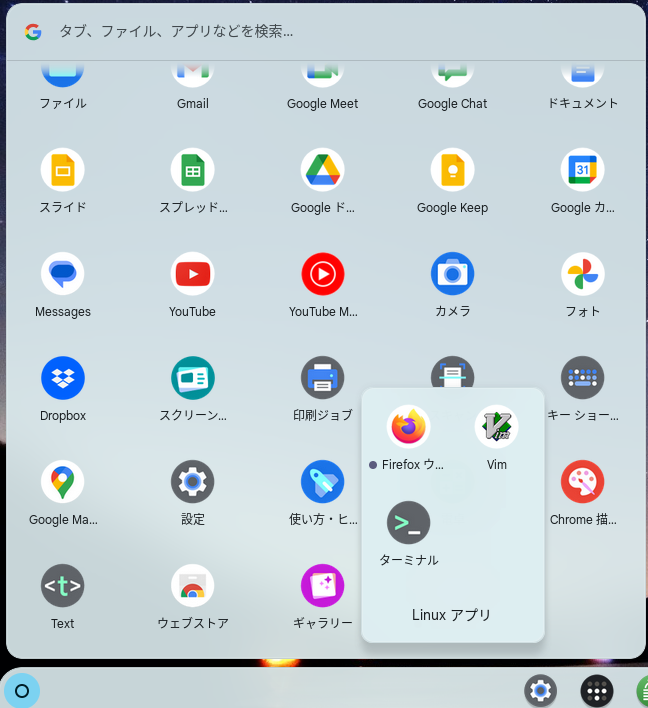 タブ、ファイル、アプリなどを検索...
ファイル
Gmail
Google Meet
Google Chat
ドキュメント
スライド
スプレッド...
Google ド...
Google Keep
31
Google カ...
Messages
YouTube
YouTube M...
カメラ
フォト
Dropbox
スクリーン...
印刷ジョブ
キー ショー...
Firefox ウ...
Vim
Google Ma...
設定
使い方・ヒ...
Chrome 描...
>_
ターミナル
<t>
Text
ウェブストア
ギャラリー
Linux アプリ